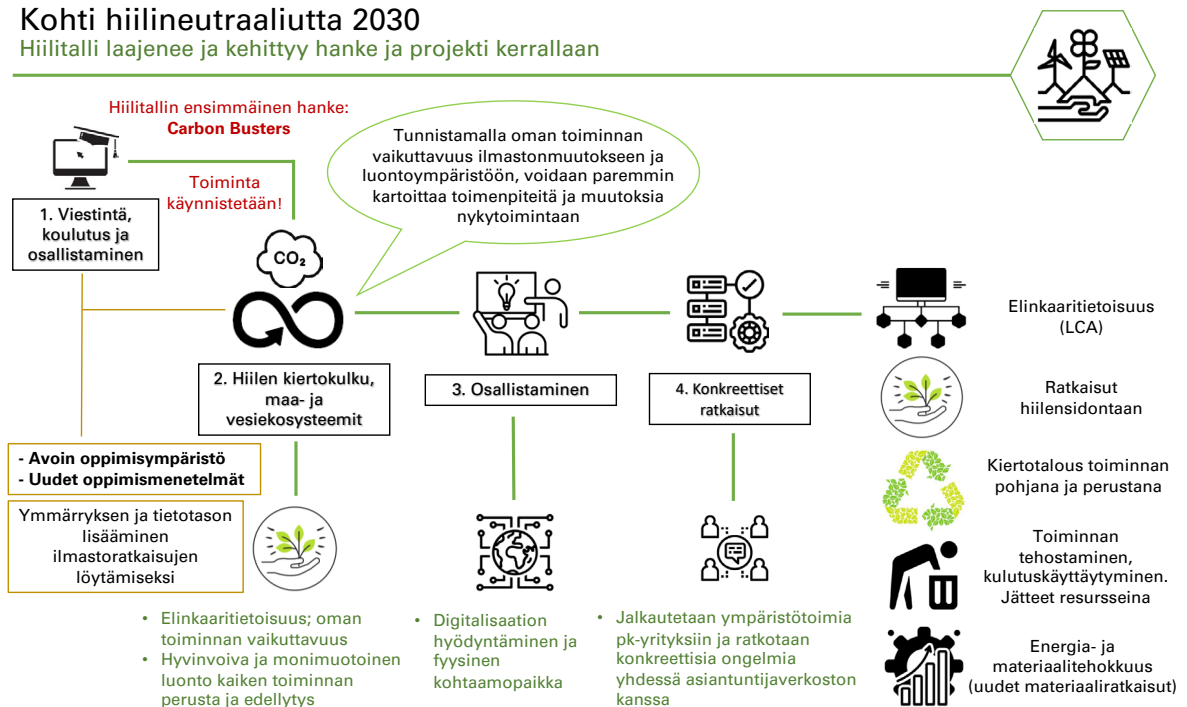 Kohti hiilineutraaliutta 2030
Hiilitalli laajenee ja kehittyy hanke ja projekti kerrallaan
Hiilitallin ensimmäinen hanke:
Carbon Busters
Toiminta
käynnistetään!
Tunnistamalla oman toiminnan
vaikuttavuus ilmastonmuutokseen ja
luontoympäristöön, voidaan paremmin
kartoittaa toimenpiteitä ja muutoksia
nykytoimintaan
1. Viestintä,
koulutus ja
osallistaminen
CO₂
2. Hiilen kiertokulku,
maa- ja
vesiekosysteemit
3. Osallistaminen
4. Konkreettiset
ratkaisut
- Avoin oppimisympäristö
- Uudet oppimismenetelmät
Ymmärryksen ja tietotason
lisääminen
ilmastoratkaisujen
löytämiseksi
• Elinkaaritietoisuus; oman
toiminnan vaikuttavuus
• Hyvinvoiva ja monimuotoinen
luonto kaiken toiminnan
perusta ja edellytys
• Digitalisaation
hyödyntäminen ja
fyysinen
kohtaamopaikka
• Jalkautetaan ympäristötoimia
pk-yrityksiin ja ratkotaan
konkreettisia ongelmia
yhdessä asiantuntijaverkoston
kanssa
Elinkaaritietoisuus
(LCA)
Ratkaisut
hiilensidontaan
Kiertotalous toiminnan
pohjana ja perustana
Toiminnan
tehostaminen,
kulutuskäyttäytyminen.
Jätteet resursseina
Energia- ja
materiaalitehokkuus
(uudet materiaaliratkaisut)